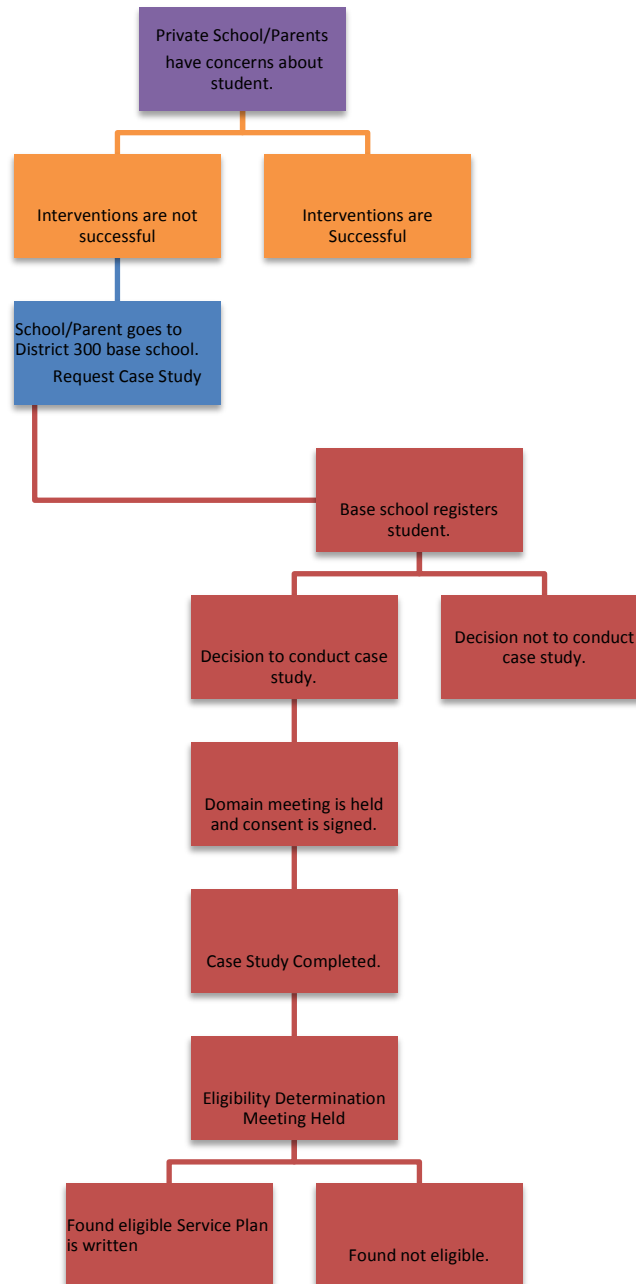 Private School/Parents
have concerns about
student.
Interventions are not
successful
Interventions are
Successful
School/Parent goes to
District 300 base school.
Request Case Study
Base school registers
student.
Decision to conduct case
study.
Decision not to conduct
case study.
Domain meeting is held
and consent is signed.
Case Study Completed.
Eligibility Determination
Meeting Held
Found eligible Service Plan
is written
Found not eligible.